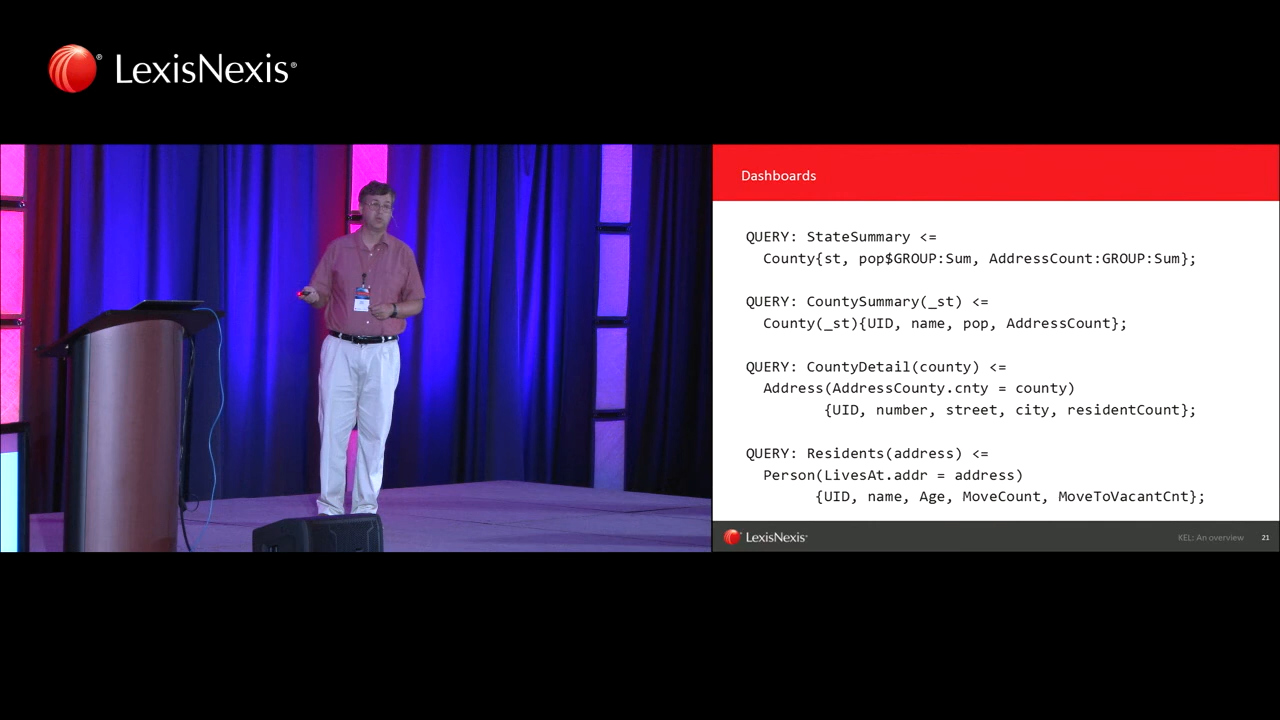 LexisNexis®
Dashboards
QUERY: StateSummary <=
County{st, pop$GROUP:Sum, AddressCount:GROUP:Sum};
QUERY: CountySummary(_st) <=
County(_st){UID, name, pop, AddressCount};
QUERY: CountyDetail(county) <=
Address(AddressCounty.cnty = county)
{UID, number, street, city, residentCount};
QUERY: Residents(address) <=
Person(LivesAt.addr = address)
{UID, name, Age, MoveCount, MoveToVacantCnt};
LexisNexis®
KEL: An overview 21